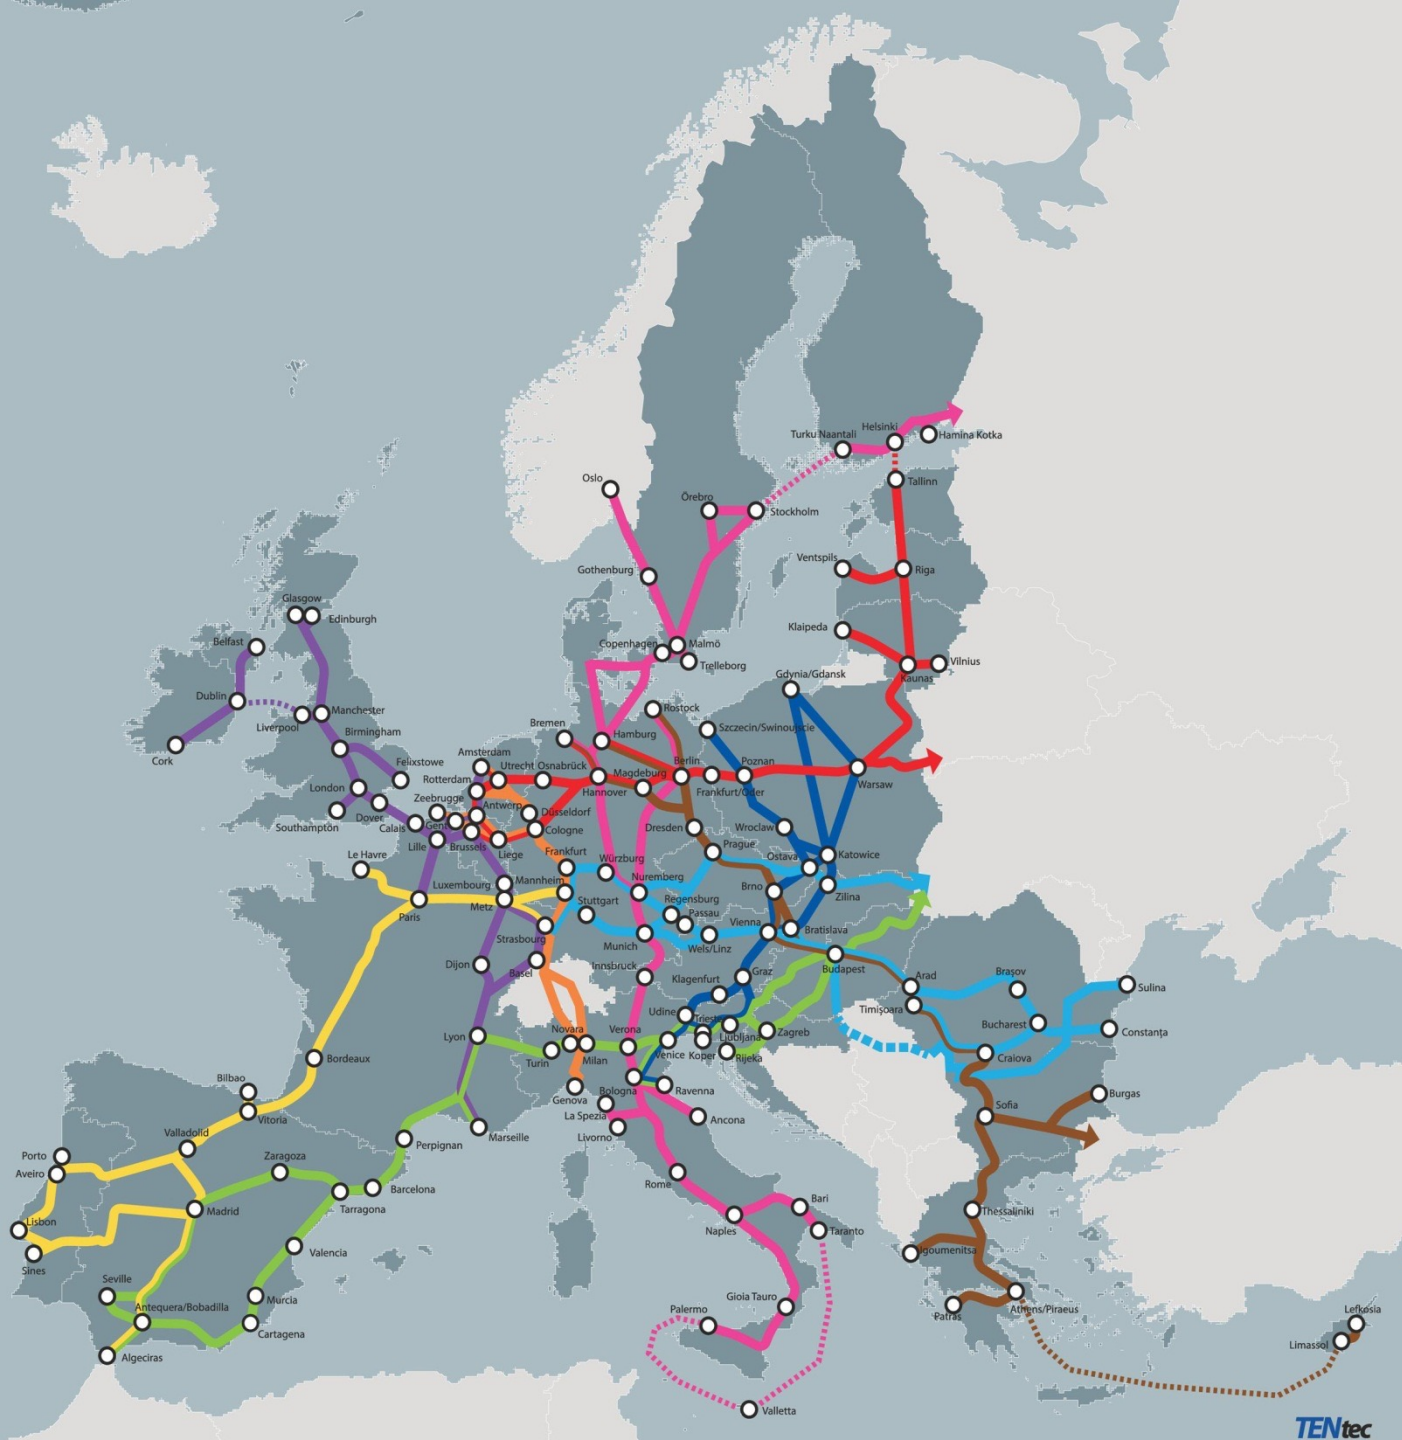 Helsinki
Turku Naantali
Hamina Kotka
Oslo
Tallinn
Örebro
Stockholm
Ventspils
Riga
Gothenburg
Glasgow
Edinburgh
Klaipeda
Belfast
Copenhagen
Malmö
Trelleborg
Vilnius
Kaunas
Gdynia/Gdansk
Dublin
Rostock
Manchester
Liverpool
Bremen
Szczecin/Swinoujscie
Birmingham
Hamburg
Cork
Amsterdam
Felixstowe
Utrecht
Osnabrück
Berlin
Poznan
Rotterdam
Magdeburg
Warsaw
London
Hannover
Frankfurt/Oder
Zeebrugge
Antwerp
Düsseldorf
Dover
Southampton
Calais
Gent
Cologne
Dresden
Wroclaw
Lille
Brussels
Liege
Prague
Le Havre
Frankfurt
Würzburg
Ostava
Katowice
Luxembourg
Mannheim
Nuremberg
Brno
Zilina
Metz
Stuttgart
Regensburg
Paris
Passau
Vienna
Bratislava
Strasbourg
Munich
Wels/Linz
Dijon
Basel
Innsbruck
Klagenfurt
Graz
Budapest
Arad
Braşov
Sulina
Timişoara
Udine
Trieste
Novara
Verona
Zagreb
Bucharest
Constanţa
Lyon
Ljubljana
Turin
Milan
Venice
Koper
Rijeka
Craiova
Bordeaux
Bilbao
Genova
Bologna
Ravenna
Burgas
Vitoria
La Spezia
Ancona
Sofia
Valladolid
Livorno
Marseille
Perpignan
Porto
Zaragoza
Aveiro
Rome
Barcelona
Madrid
Tarragona
Bari
Thessaliniki
Lisbon
Naples
Taranto
Valencia
Igoumenitsa
Sines
Seville
Murcia
Gioia Tauro
Antequera/Bobadilla
Palermo
Athens/Piraeus
Lefkosia
Patras
Cartagena
Limassol
Algeciras
Valletta
TENtec